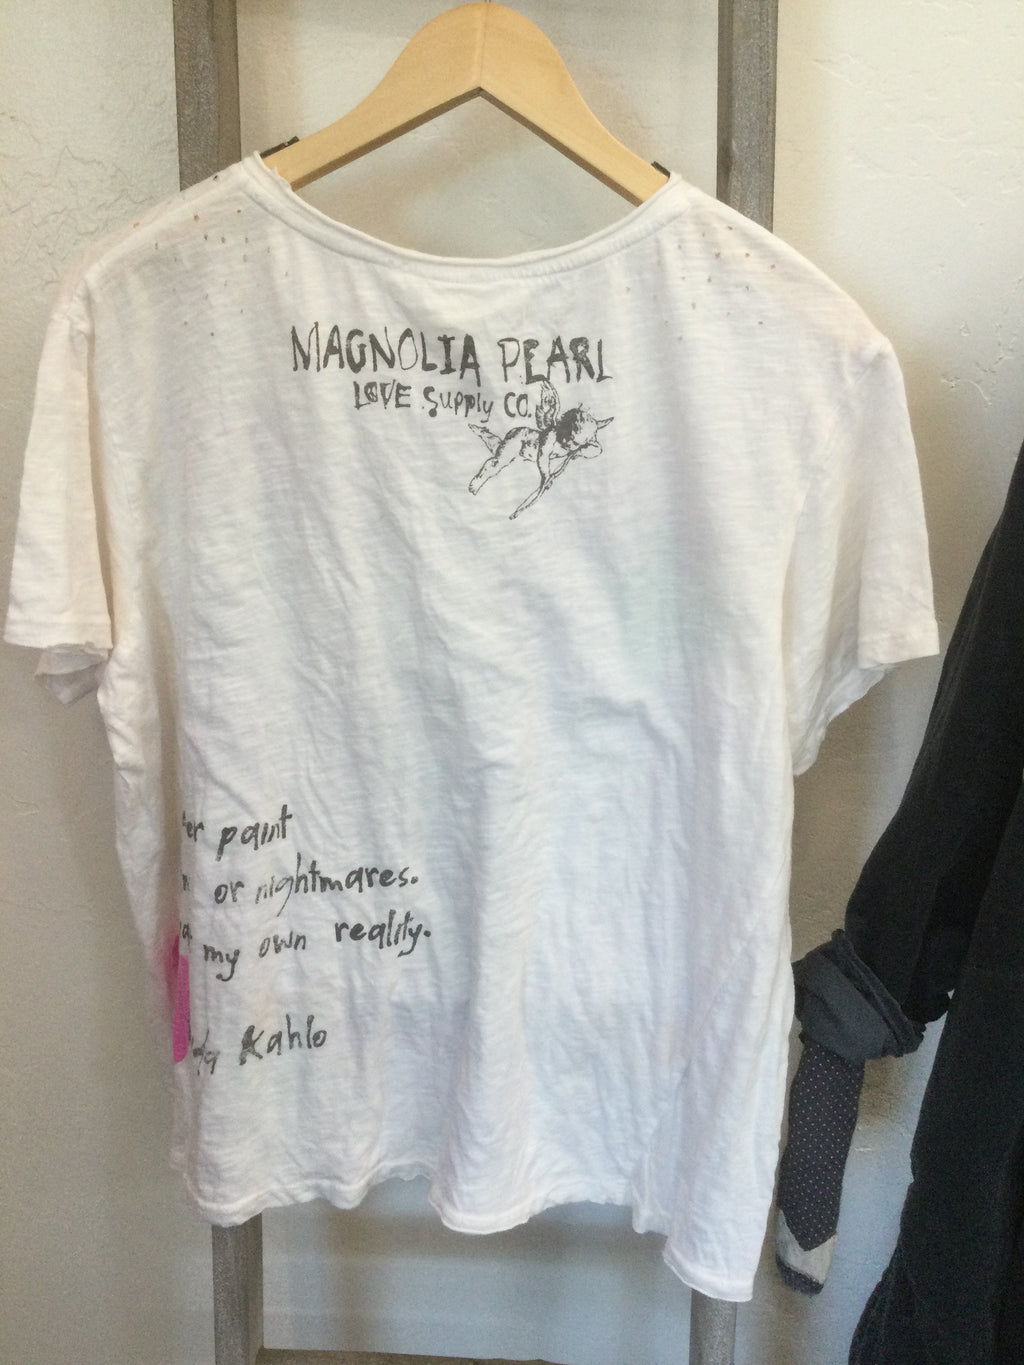 MAGNOLIA PEARL
LOVE Supply CO.
er paint
or nightmares.
my own reality.
Kahlo